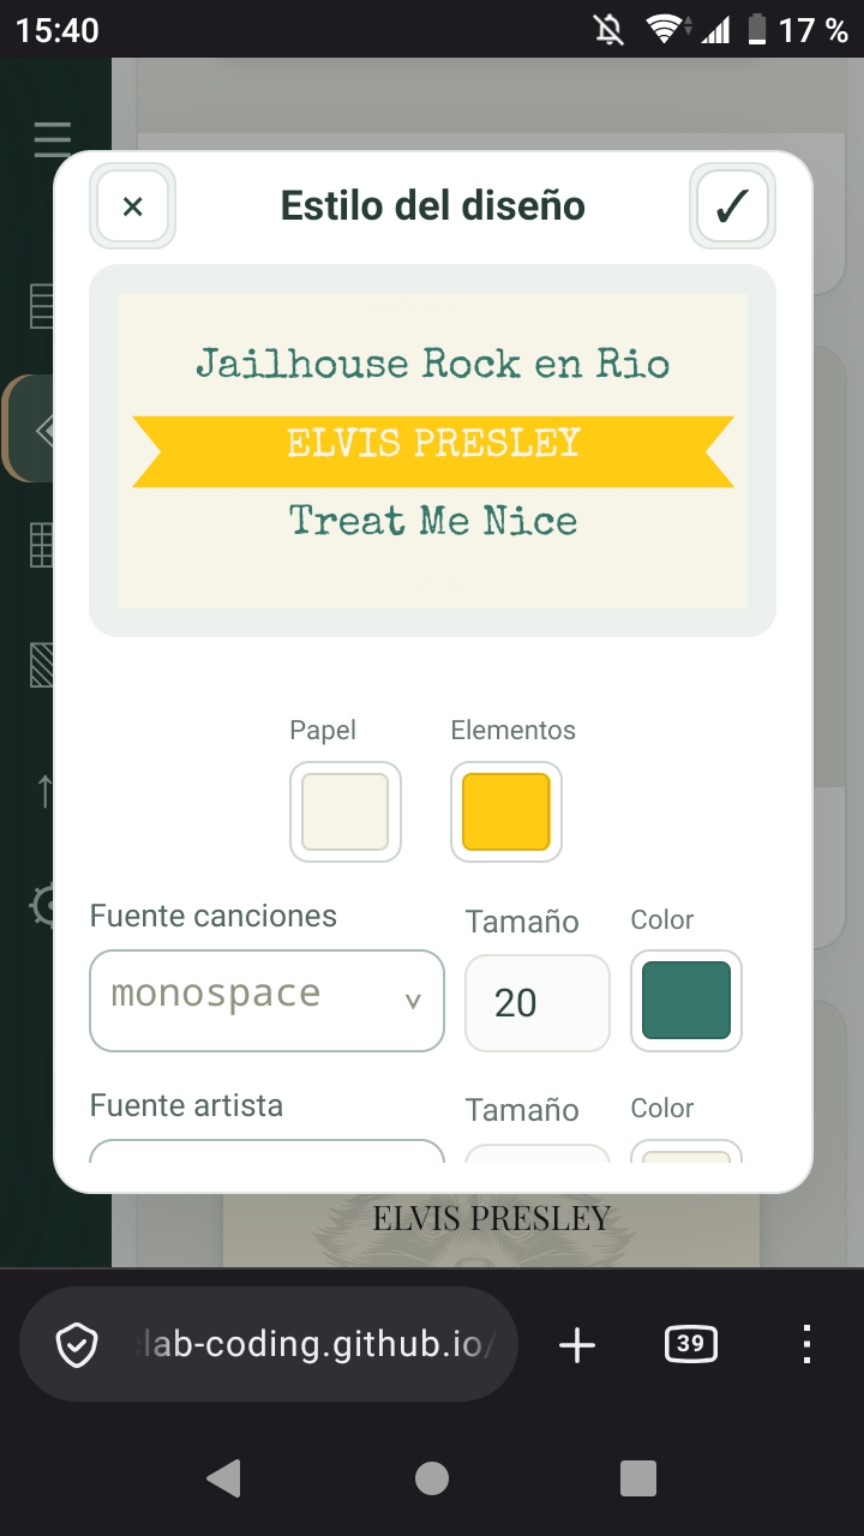 15:40
17 %
×
Estilo del diseño
✓
Jailhouse Rock en Rio
ELVIS PRESLEY
Treat Me Nice
Papel
Elementos
Fuente canciones
Tamaño
Color
monospace
20
Fuente artista
Tamaño
Color
ELVIS PRESLEY
lab-coding.github.io/
39